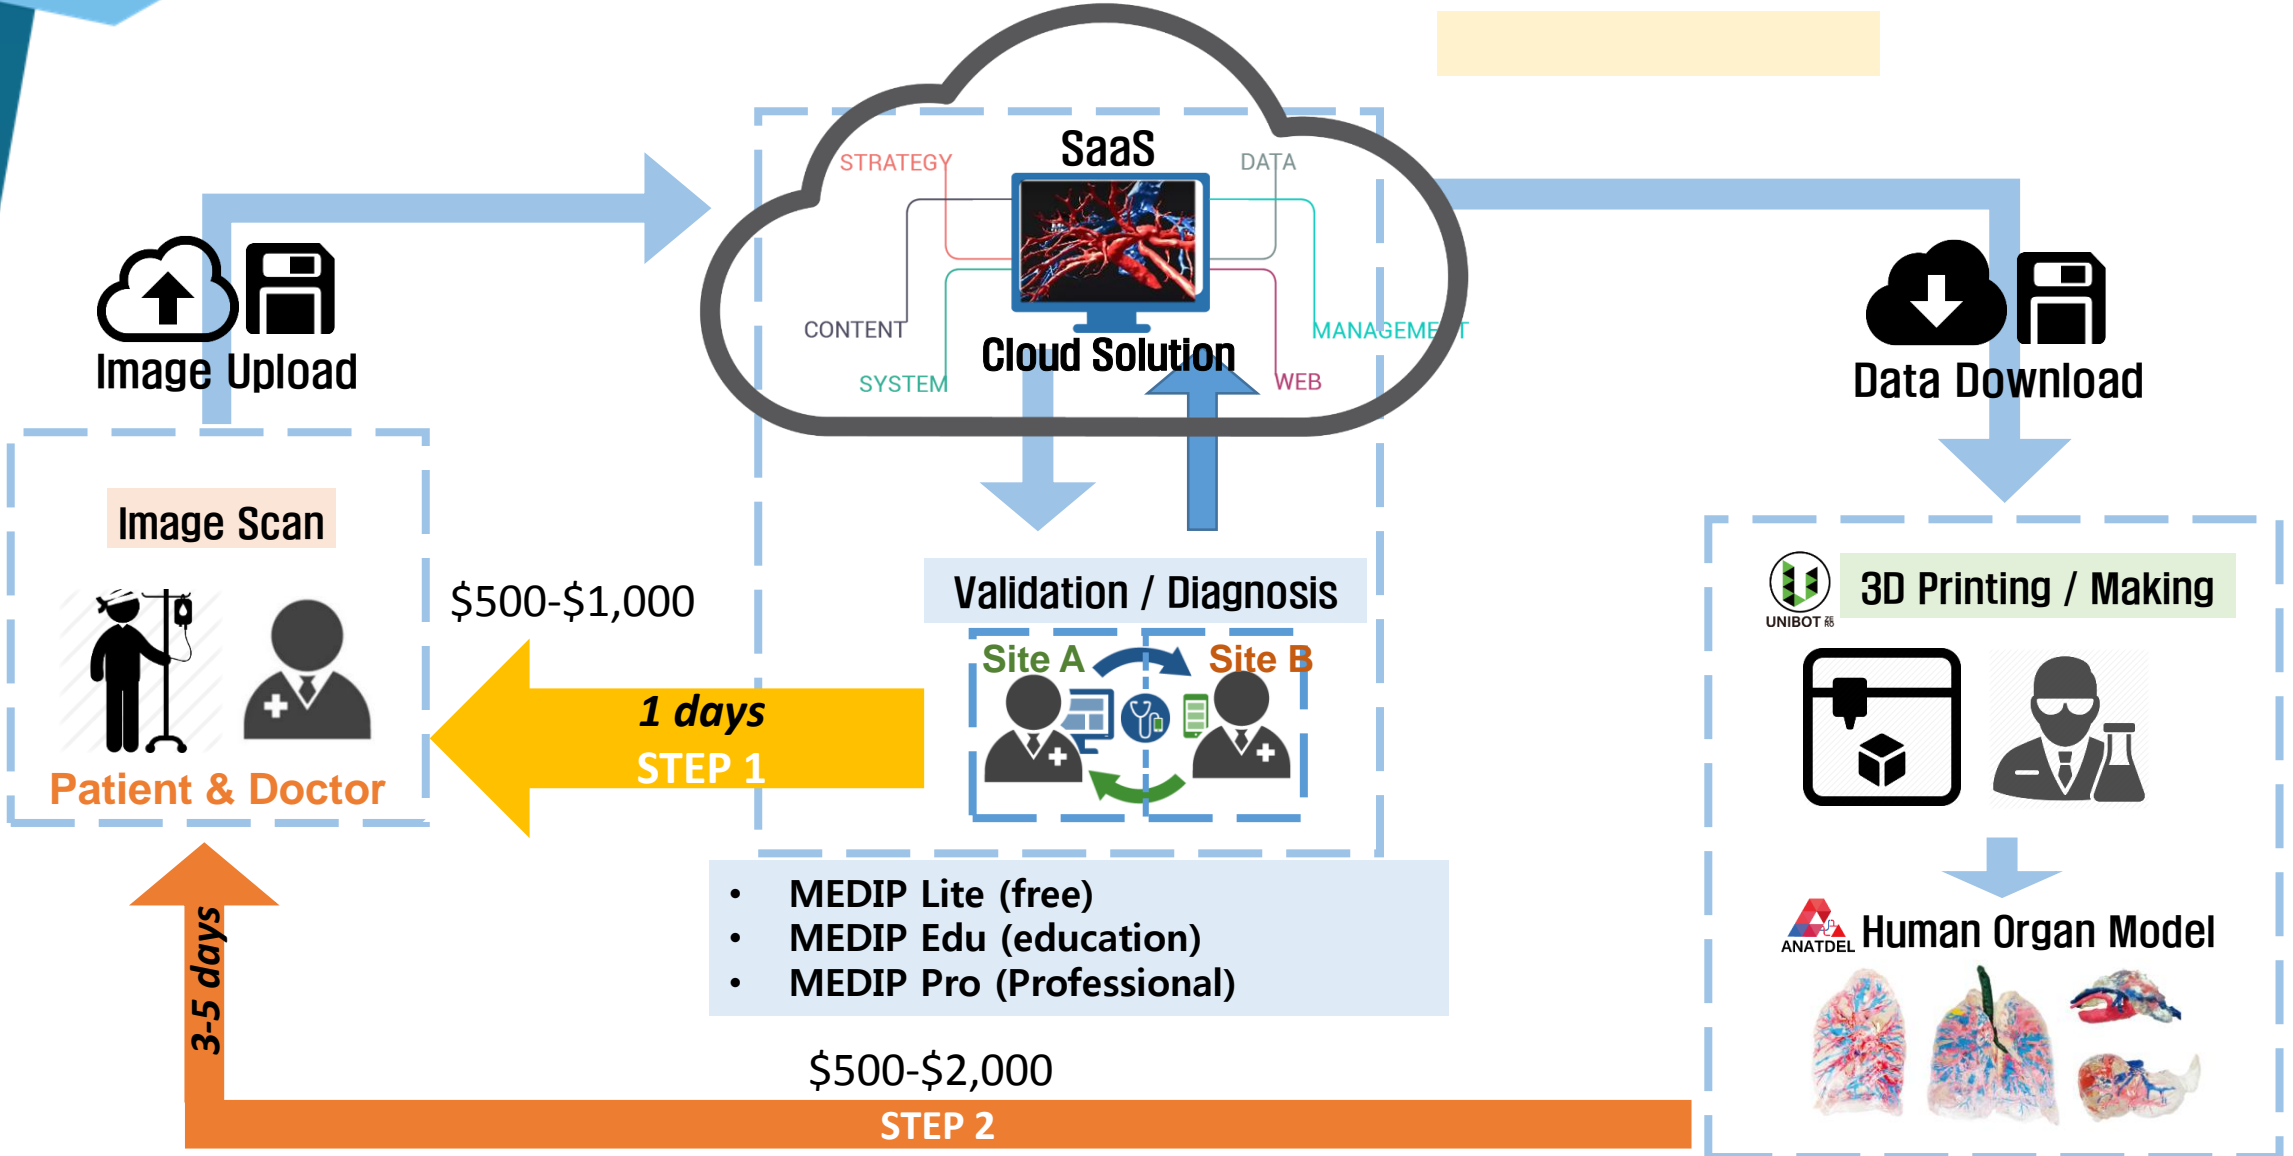 SaaS
STRATEGY
DATA
CONTENT
MANAGEMENT
Cloud Solution
SYSTEM
WEB
Image Upload
Data Download
Image Scan
Patient & Doctor
$500-$1,000
1 days
STEP 1
Validation / Diagnosis
Site A
Site B
UNIBOT
3D Printing / Making
ANATDEL
Human Organ Model
• MEDIP Lite (free)
• MEDIP Edu (education)
• MEDIP Pro (Professional)
3-5 days
$500-$2,000
STEP 2